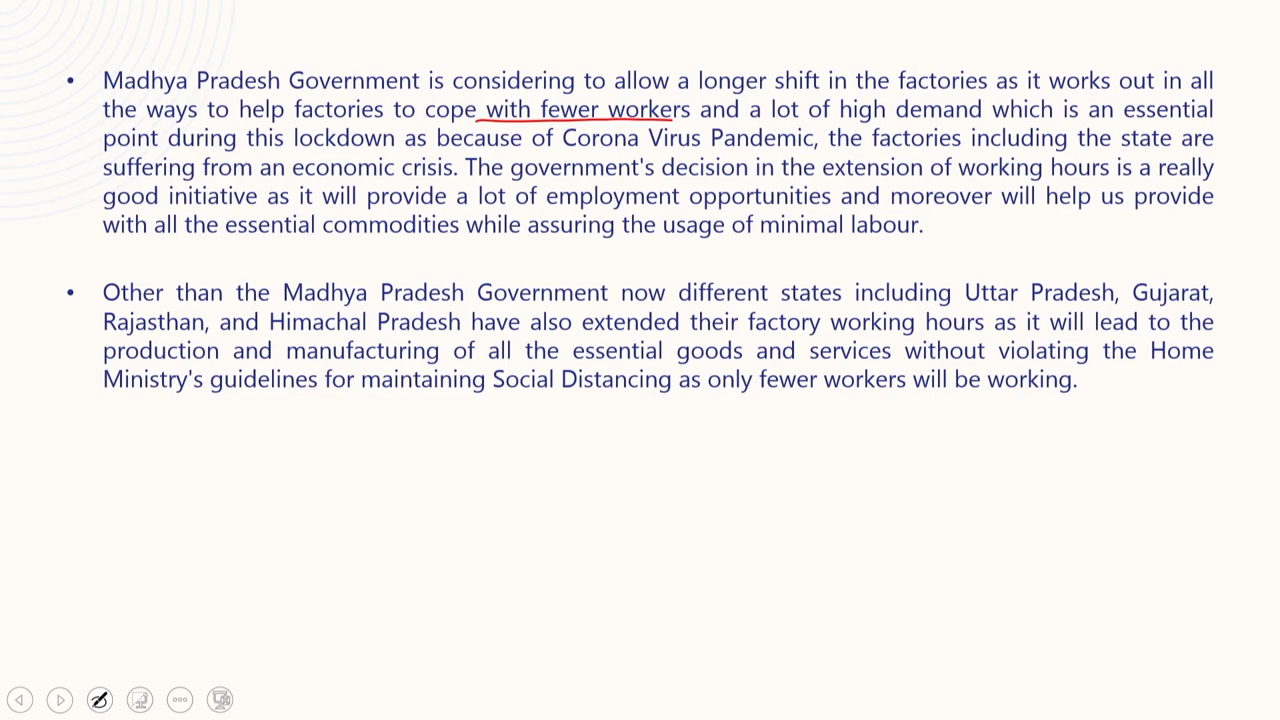 • Madhya Pradesh Government is considering to allow a longer shift in the factories as it works out in all
the ways to help factories to cope with fewer workers and a lot of high demand which is an essential
point during this lockdown as because of Corona Virus Pandemic, the factories including the state are
suffering from an economic crisis. The government's decision in the extension of working hours is a really
good initiative as it will provide a lot of employment opportunities and moreover will help us provide
with all the essential commodities while assuring the usage of minimal labour.
• Other than the Madhya Pradesh Government now different states including Uttar Pradesh, Gujarat,
Rajasthan, and Himachal Pradesh have also extended their factory working hours as it will lead to the
production and manufacturing of all the essential goods and services without violating the Home
Ministry's guidelines for maintaining Social Distancing as only fewer workers will be working.